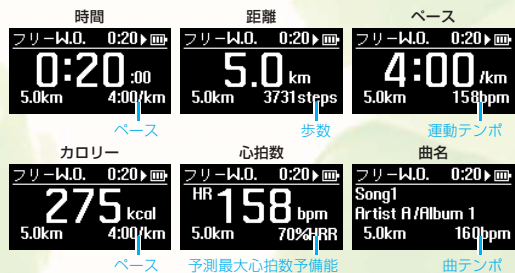 時間
フリーW.O. 0:20
0:20 :00
5.0km 4:00/km
ペース
距離
フリーW.O. 0:20
5.0 km
5.0km 3731steps
歩数
ペース
フリーW.O. 0:20
4:00 /km
5.0km 158bpm
運動テンポ
カロリー
フリーW.O. 0:20
275 kcal
5.0km 4:00/km
ペース
心拍数
フリーW.O. 0:20
HR 158 bpm
5.0km 70%HRR
予測最大心拍数予備能
曲名
フリーW.O. 0:20
Song1
Artist A/Album 1
5.0km 160bpm
曲テンポ